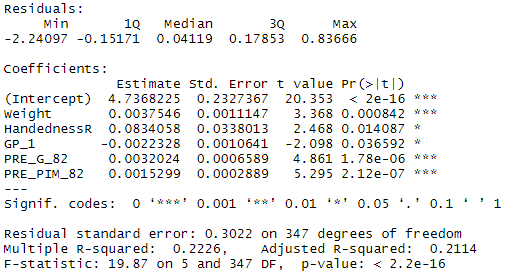 Residuals:
     Min       1Q   Median       3Q      Max
-2.24097 -0.15171  0.04119  0.17853  0.83666

Coefficients:
              Estimate Std. Error t value Pr(>|t|)
(Intercept)  4.7368225  0.2327367  20.353  < 2e-16 ***
Weight       0.0037546  0.0011147   3.368 0.000842 ***
HandednessR  0.0834058  0.0338013   2.468 0.014087 *
GP_1        -0.0022328  0.0010641  -2.098 0.036592 *
PRE_G_82     0.0032024  0.0006589   4.861 1.78e-06 ***
PRE_PIM_82   0.0015299  0.0002889   5.295 2.12e-07 ***
---
Signif. codes:  0 ‘***’ 0.001 ‘**’ 0.01 ‘*’ 0.05 ‘.’ 0.1 ‘ ’ 1

Residual standard error: 0.3022 on 347 degrees of freedom
Multiple R-squared:  0.2226,	Adjusted R-squared:  0.2114
F-statistic: 19.87 on 5 and 347 DF,  p-value: < 2.2e-16